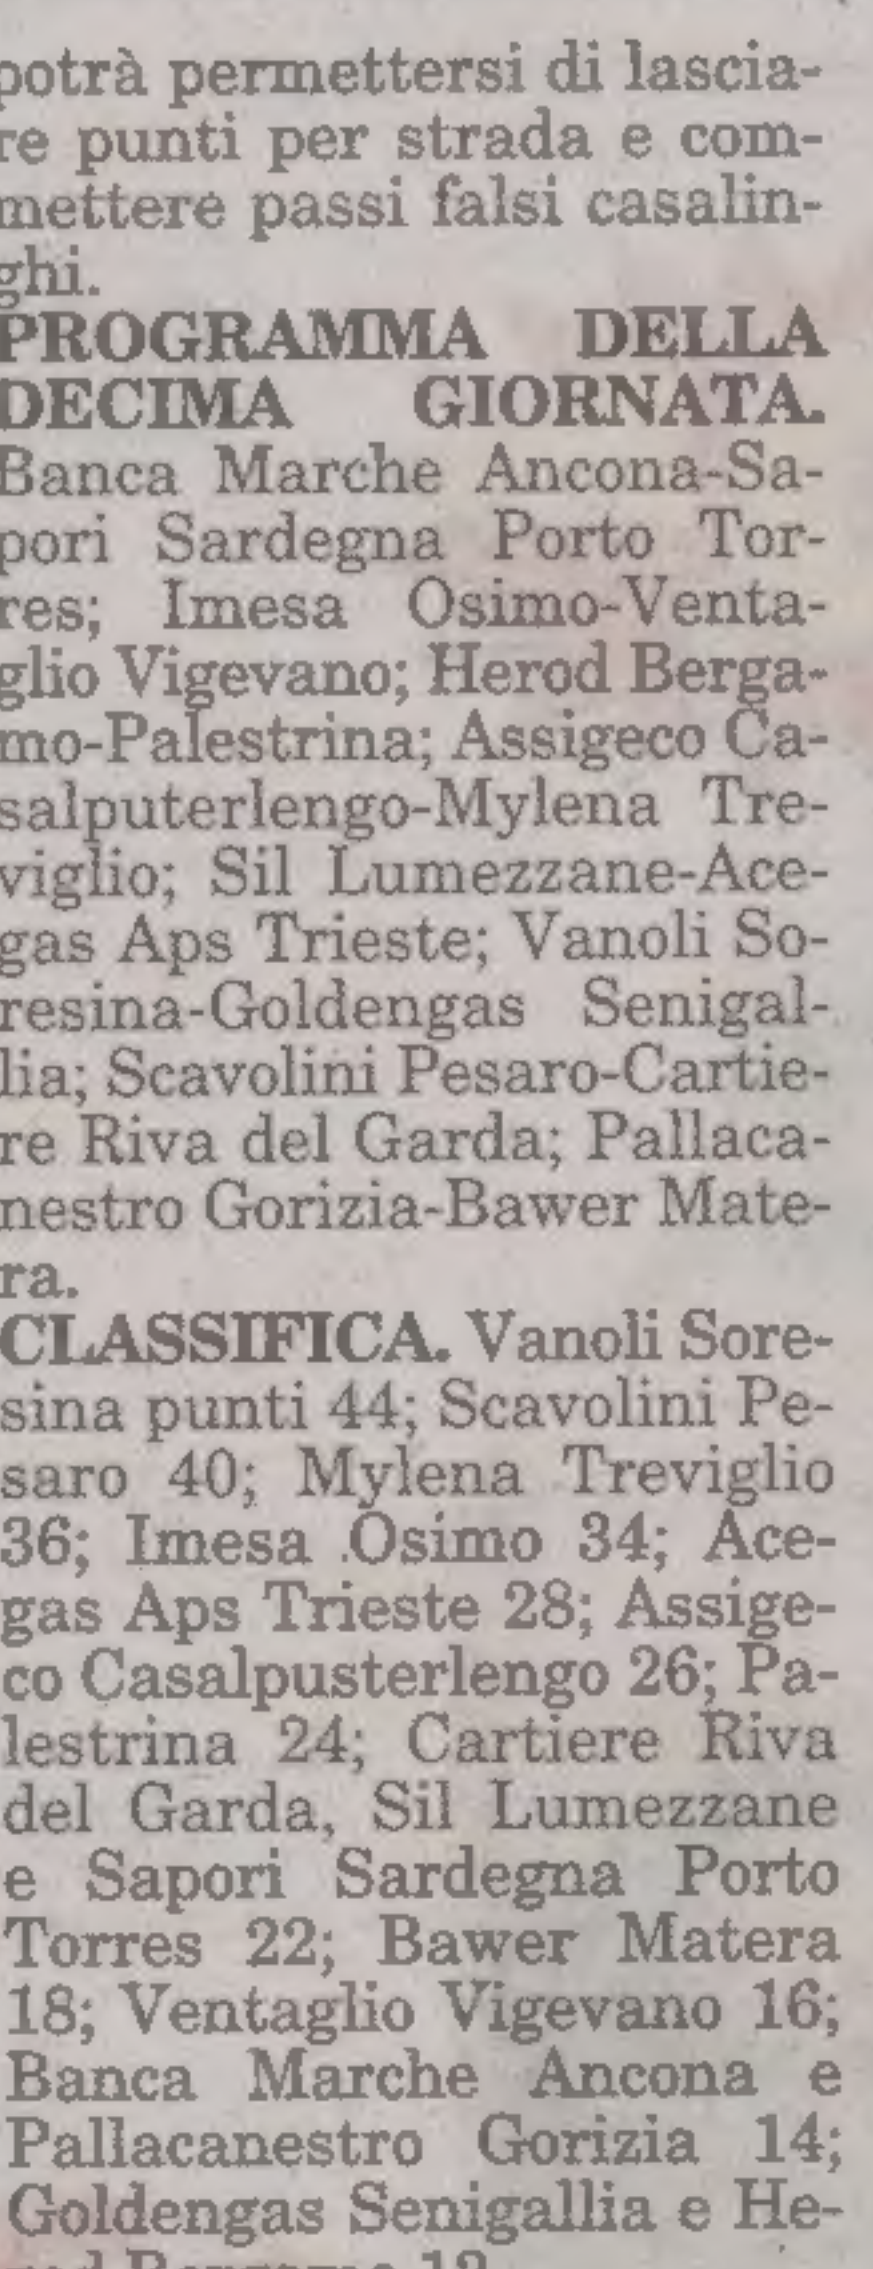 potrà permettersi di lascia-
re punti per strada e com-
mettere passi falsi casalin-
ghi.
PROGRAMMA DELLA
DECIMA GIORNATA.
Banca Marche Ancona-Sa-
pori Sardegna Porto Tor-
res; Imesa Osimo-Venta-
glio Vigevano; Herod Berga-
mo-Palestrina; Assigeco Ca-
salputerlengo-Mylena Tre-
viglio; Sil Lumezzane-Ace-
gas Aps Trieste; Vanoli So-
resina-Goldengas Senigal-
lia; Scavolini Pesaro-Cartie-
re Riva del Garda; Pallaca-
nestro Gorizia-Bawer Mate-
ra.
CLASSIFICA. Vanoli Sore-
sina punti 44; Scavolini Pe-
saro 40; Mylena Treviglio
36; Imesa Osimo 34; Ace-
gas Aps Trieste 28; Assige-
co Casalpusterlengo 26; Pa-
lestrina 24; Cartiere Riva
del Garda, Sil Lumezzane
e Sapori Sardegna Porto
Torres 22; Bawer Matera
18; Ventaglio Vigevano 16;
Banca Marche Ancona e
Pallacanestro Gorizia 14;
Goldengas Senigallia e He-
rod Bergamo 12.